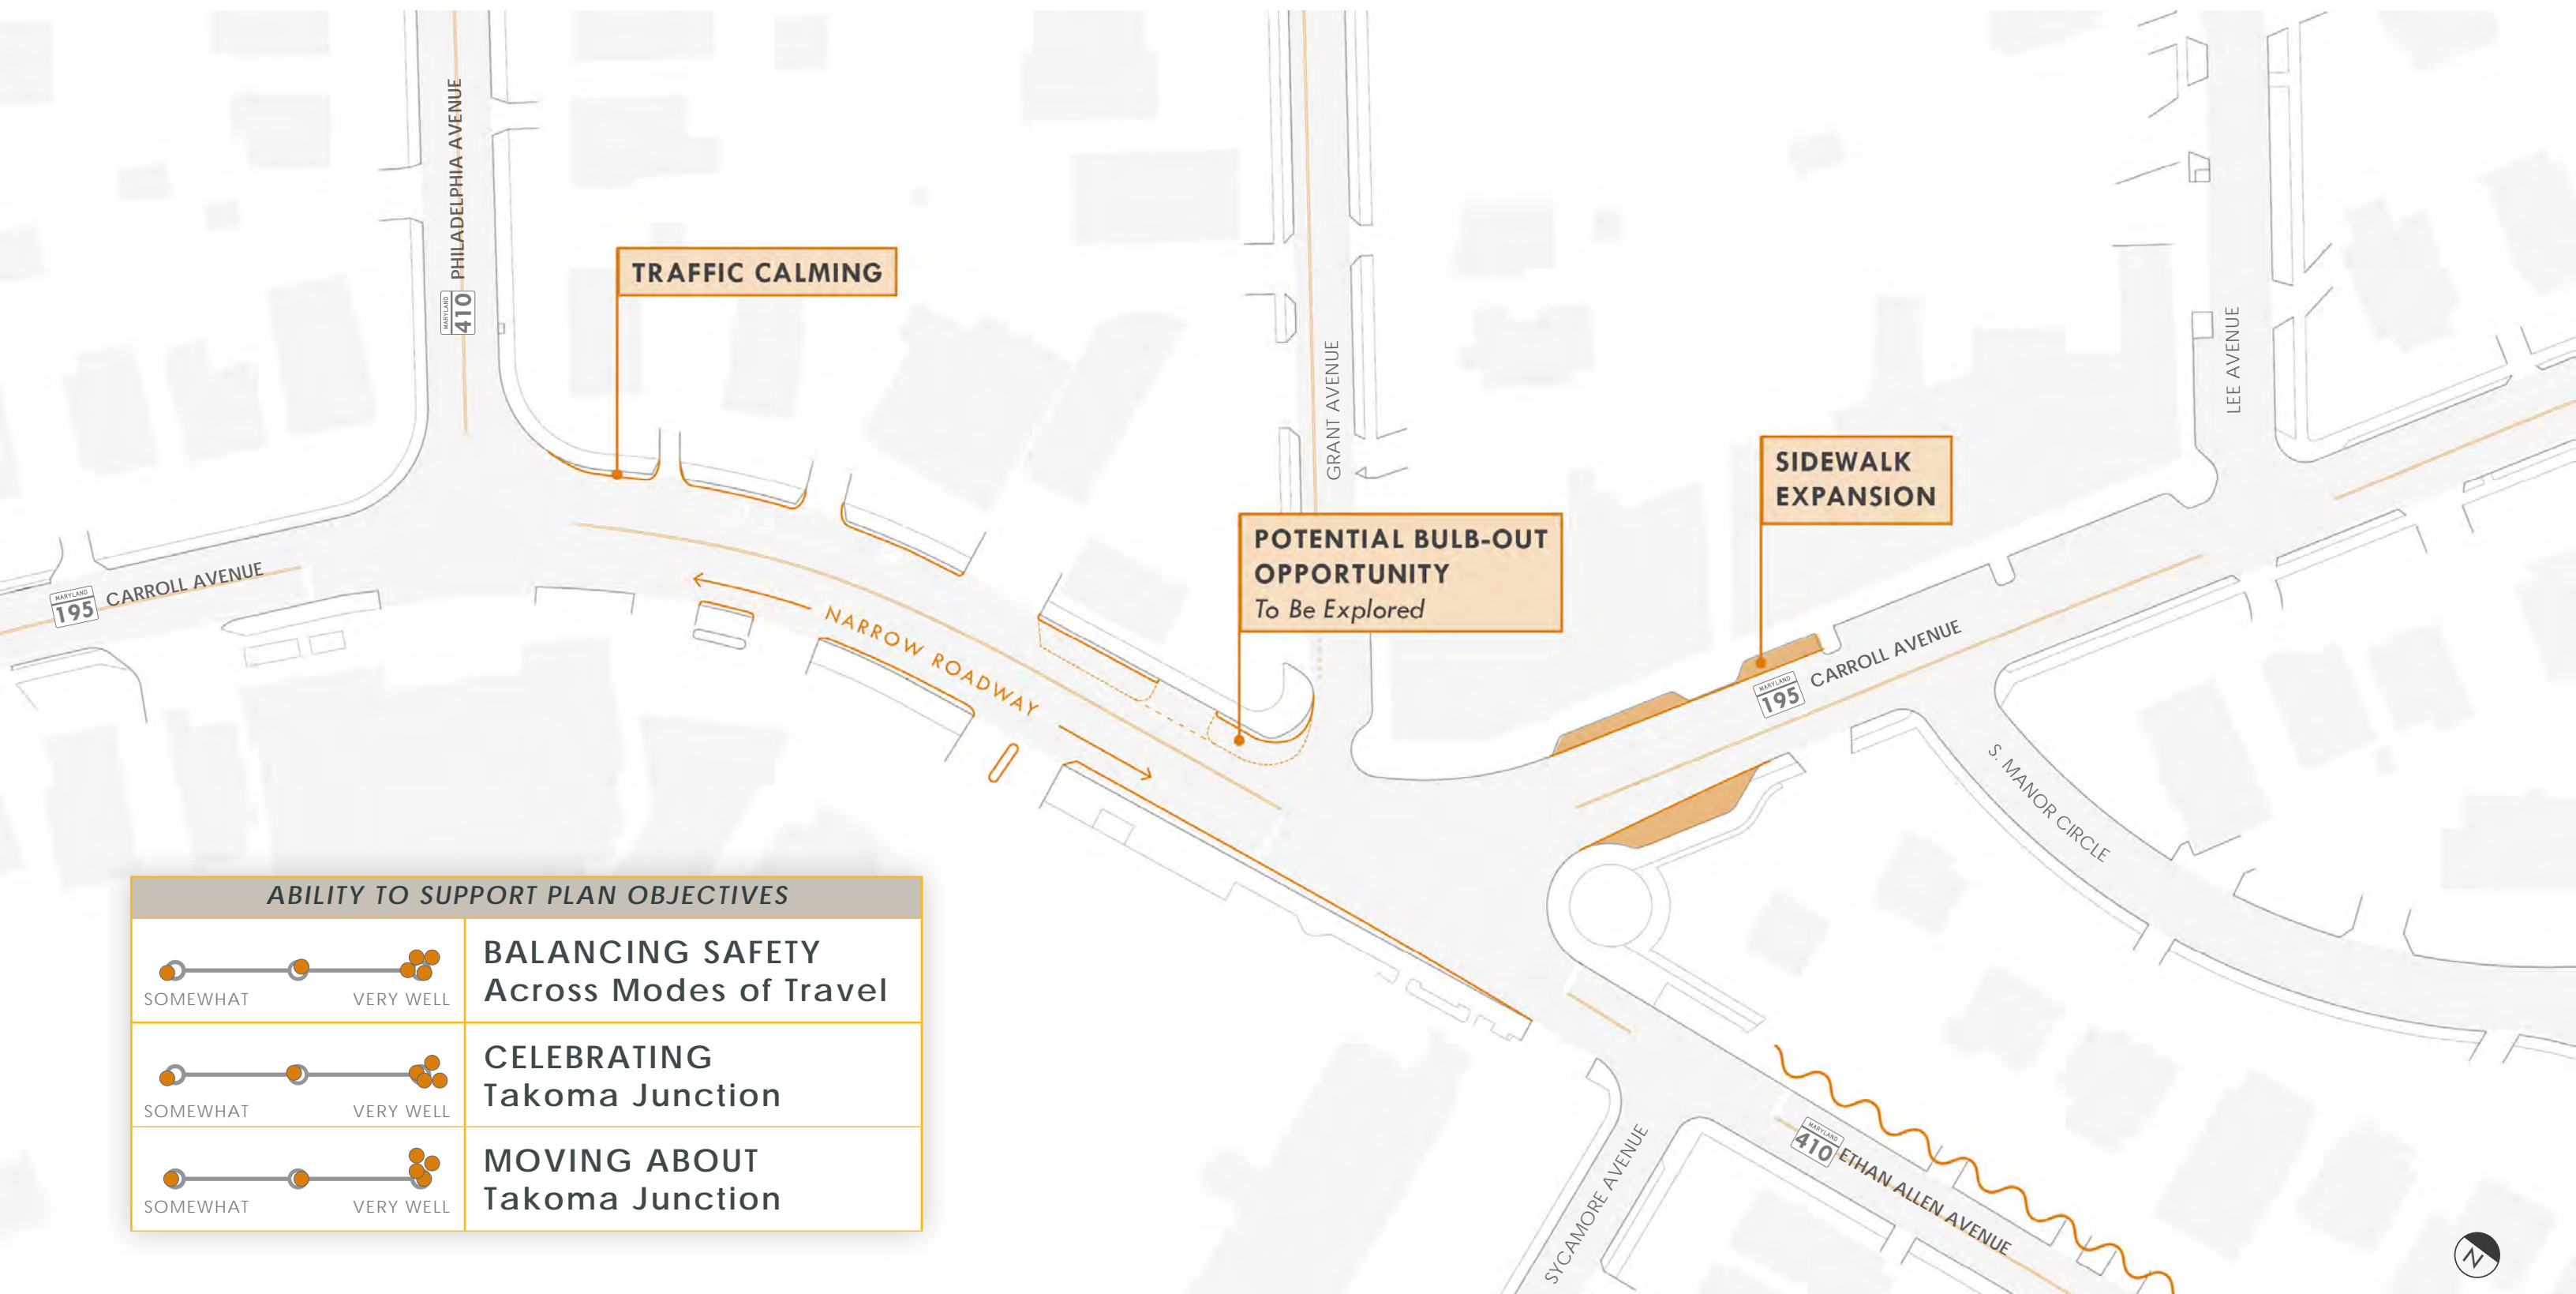 PHILADELPHIA AVENUE
MARYLAND
410
TRAFFIC CALMING
GRANT AVENUE
LEE AVENUE
SIDEWALK
EXPANSION
POTENTIAL BULB-OUT
OPPORTUNITY
To Be Explored
MARYLAND
195
CARROLL AVENUE
NARROW ROADWAY
MARYLAND
195
CARROLL AVENUE
S. MANOR CIRCLE
ABILITY TO SUPPORT PLAN OBJECTIVES
SOMEWHAT
VERY WELL
BALANCING SAFETY
Across Modes of Travel
SOMEWHAT
VERY WELL
CELEBRATING
Takoma Junction
SOMEWHAT
VERY WELL
MOVING ABOUT
Takoma Junction
SYCAMORE AVENUE
MARYLAND
410
ETHAN ALLEN AVENUE
N